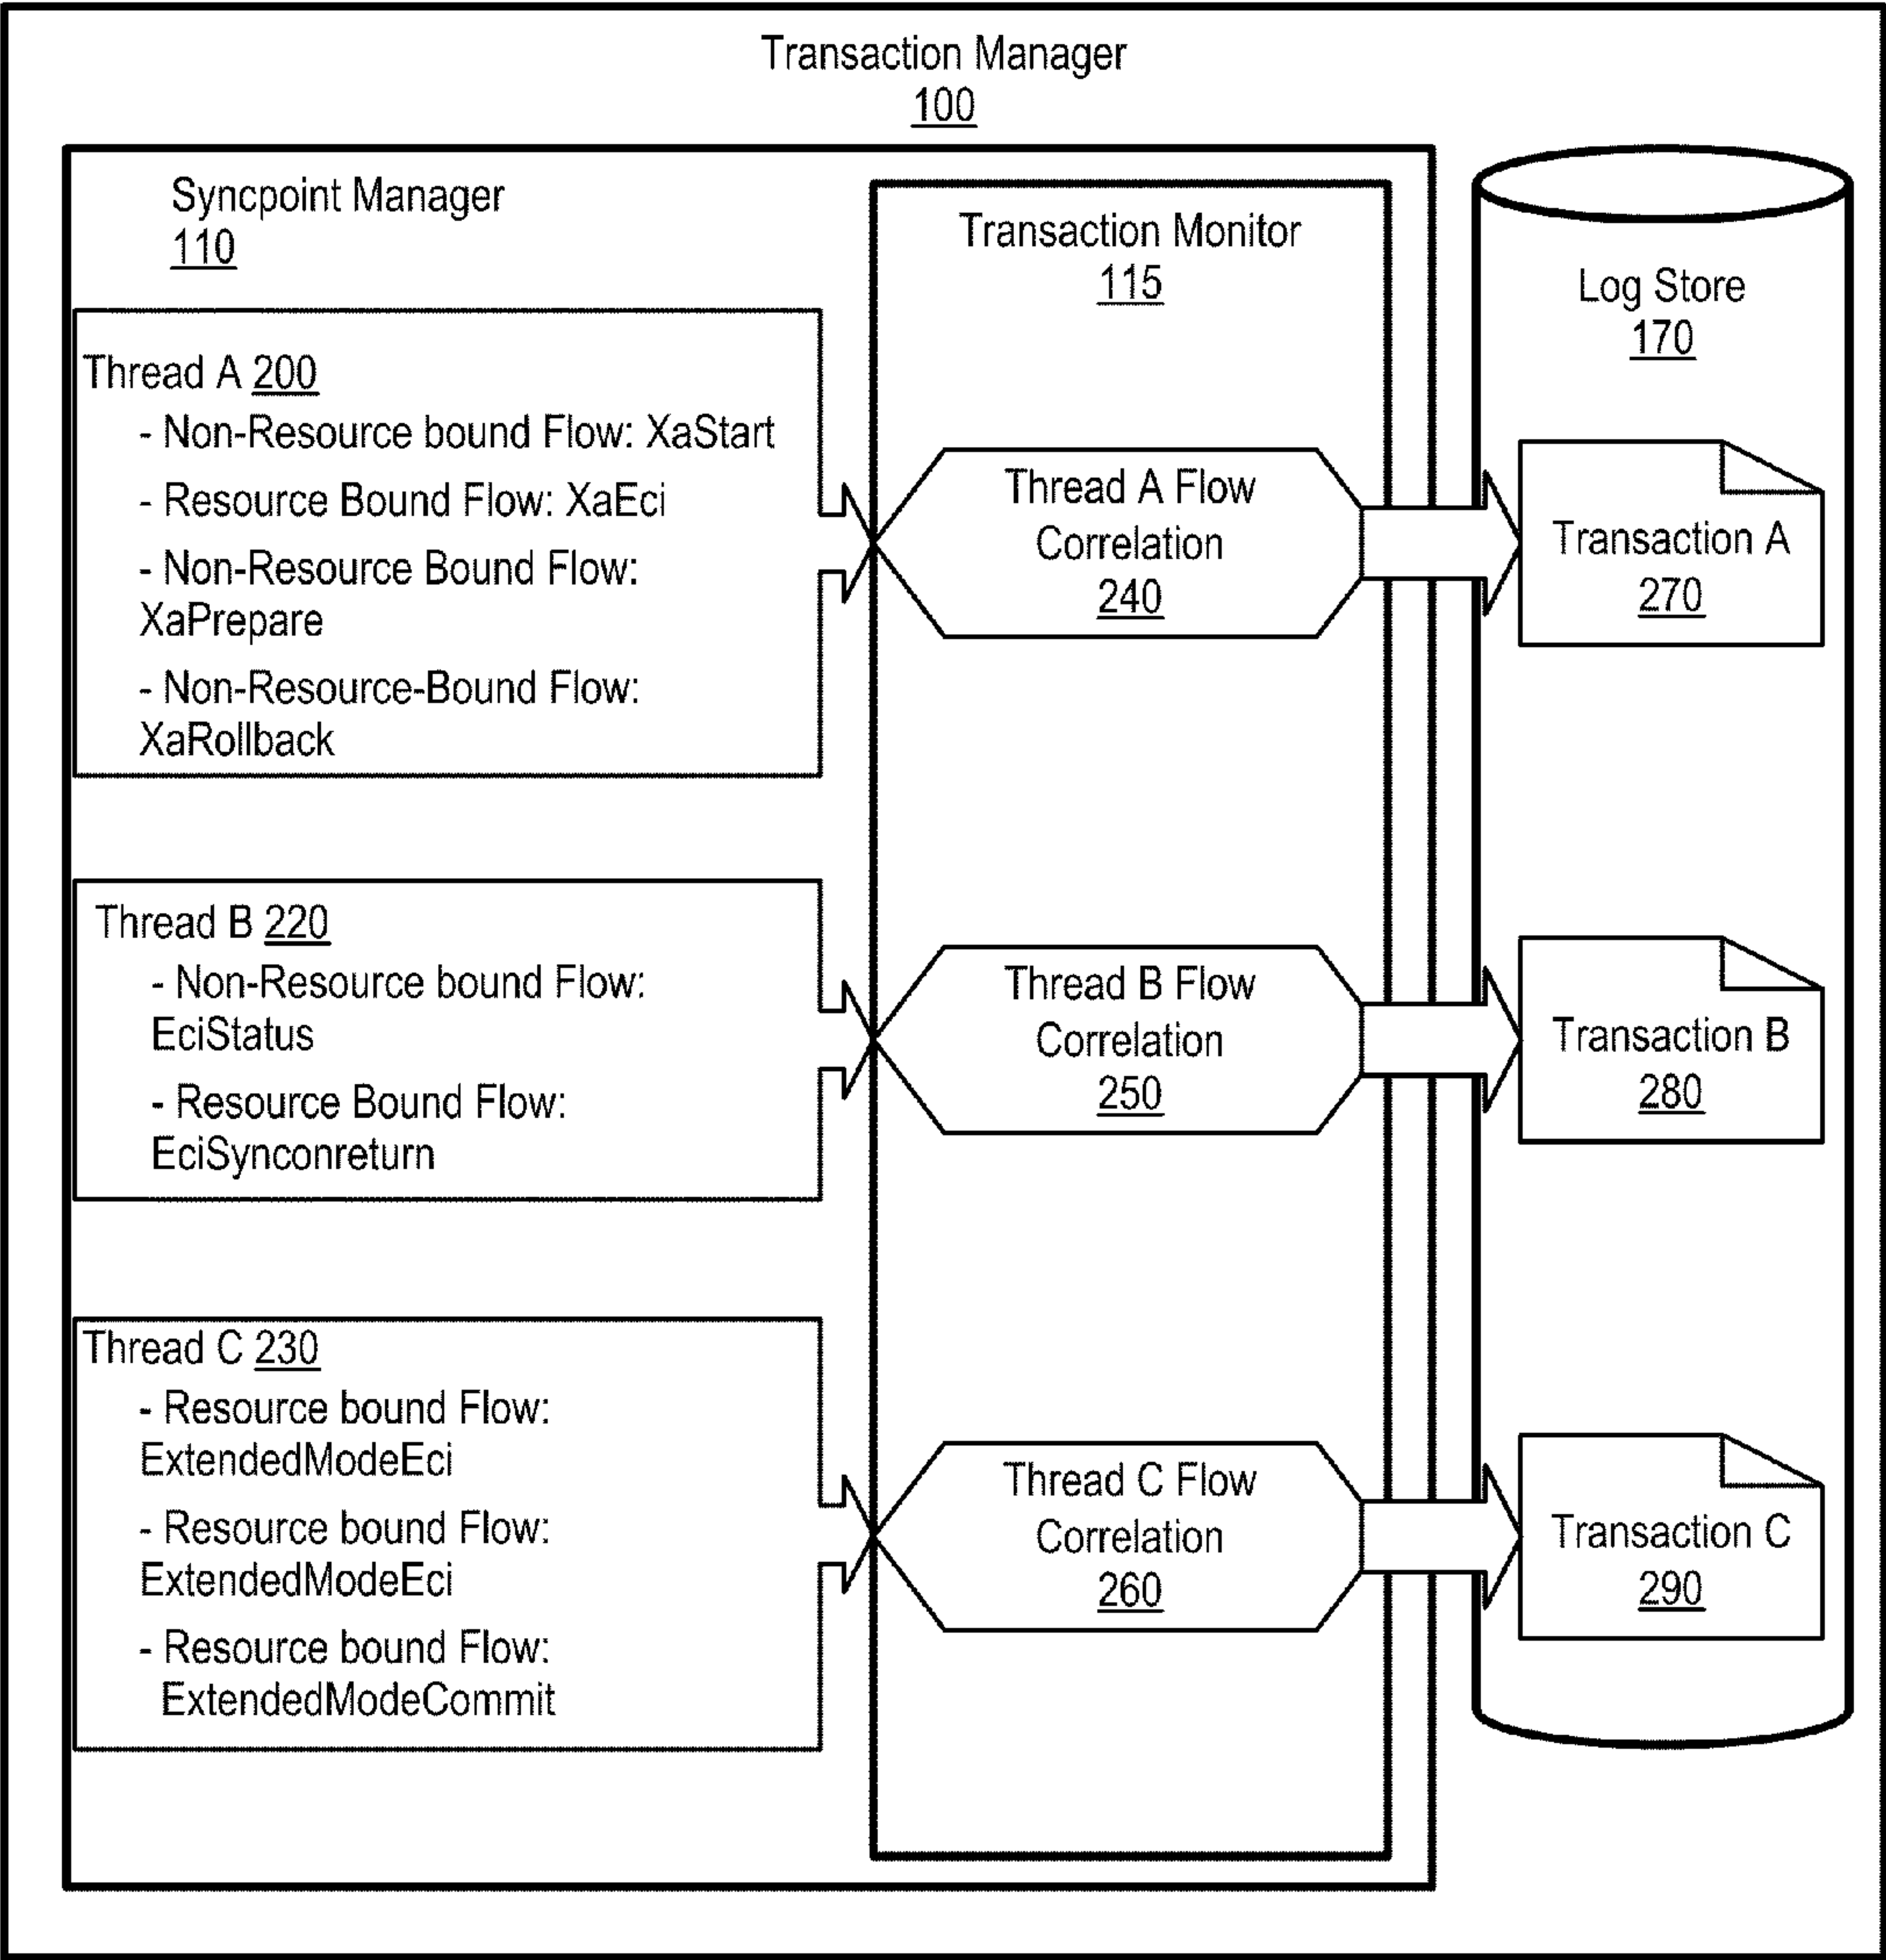 Transaction Manager
100
Syncpoint Manager
110
Transaction Monitor
115
Log Store
170
Thread A 200
- Non-Resource bound Flow: XaStart
- Resource Bound Flow: XaEci
- Non-Resource Bound Flow:
XaPrepare
- Non-Resource-Bound Flow:
XaRollback
Thread A Flow
Correlation
240
Transaction A
270
Thread B 220
- Non-Resource bound Flow:
EciStatus
- Resource Bound Flow:
EciSynconreturn
Thread B Flow
Correlation
250
Transaction B
280
Thread C 230
- Resource bound Flow:
ExtendedModeEci
- Resource bound Flow:
ExtendedModeEci
- Resource bound Flow:
ExtendedModeCommit
Thread C Flow
Correlation
260
Transaction C
290